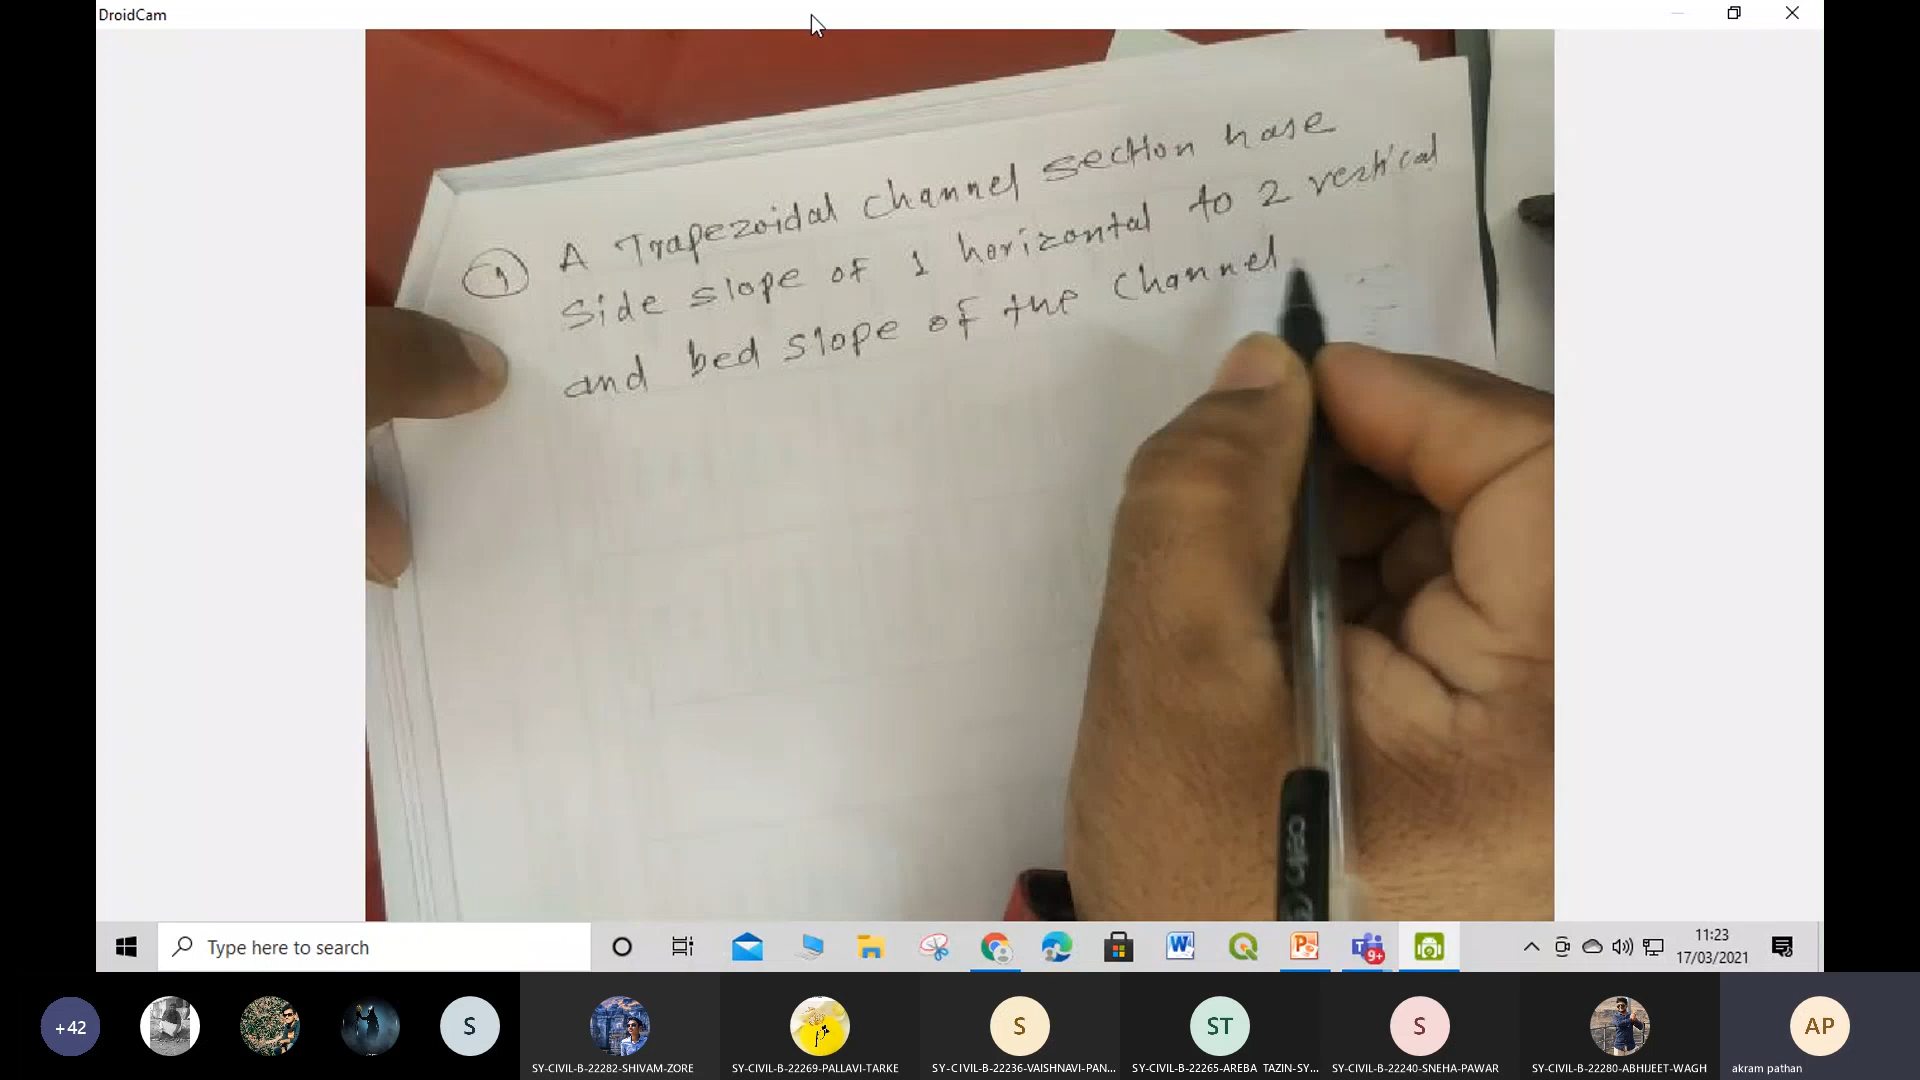 DroidCam
1 A Trapezoidal channel section hase
side slope of 1 horizontal to 2 vertical
and bed slope of the channel
cello
Type here to search
9+
11:23
17/03/2021
+42
S
S
ST
S
AP
SY-CIVIL-B-22282-SHIVAM-ZORE
SY-CIVIL-B-22269-PALLAVI-TARKE
SY-CIVIL-B-22236-VAISHNAVI-PAN...
SY-CIVIL-B-22265-AREBA TAZIN-SY...
SY-CIVIL-B-22240-SNEHA-PAWAR
SY-CIVIL-B-22280-ABHIJEET-WAGH
akram pathan